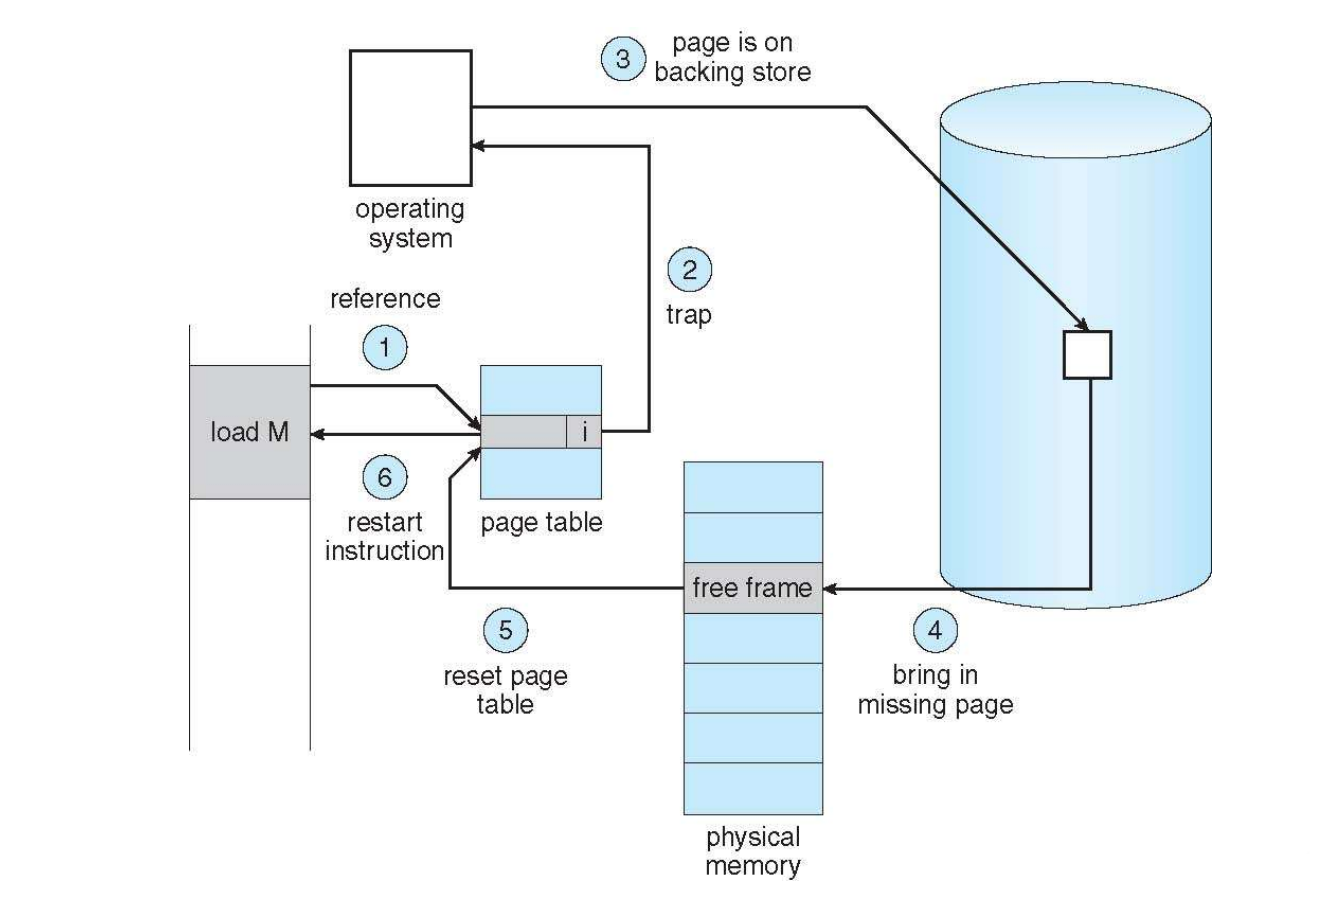 3
page is on
backing store
operating
system
2
trap
reference
1
load M
i
6
restart
instruction
page table
free frame
5
reset page
table
4
bring in
missing page
physical
memory